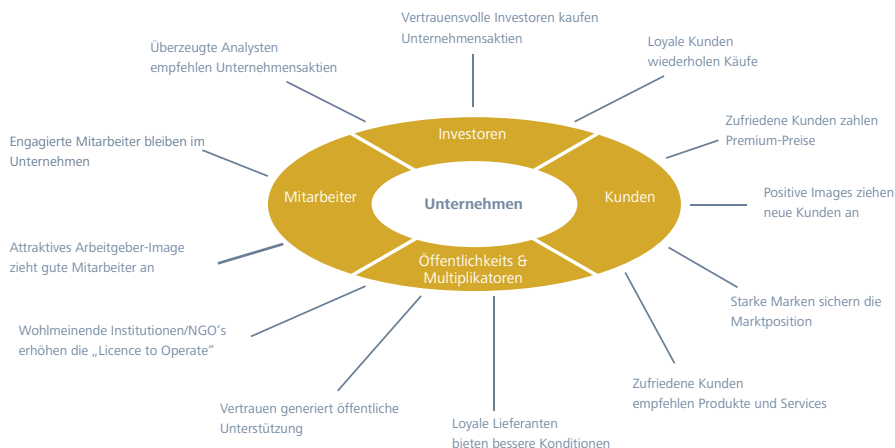 Vertrauensvolle Investoren kaufen
Unternehmensaktien
Überzeugte Analysten
empfehlen Unternehmensaktien
Loyale Kunden
wiederholen Käufe
Engagierte Mitarbeiter bleiben im
Unternehmen
Investoren
Zufriedene Kunden zahlen
Premium-Preise
Mitarbeiter
Unternehmen
Kunden
Positive Images ziehen
neue Kunden an
Attraktives Arbeitgeber-Image
zieht gute Mitarbeiter an
Öffentlichkeits &
Multiplikatoren
Starke Marken sichern die
Marktposition
Wohlmeinende Institutionen/NGO’s
erhöhen die „Licence to Operate“
Zufriedene Kunden
empfehlen Produkte und Services
Vertrauen generiert öffentliche
Unterstützung
Loyale Lieferanten
bieten bessere Konditionen